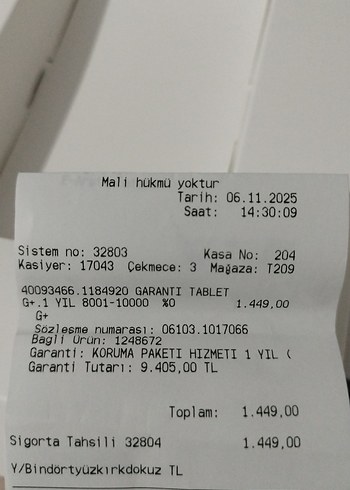 Mali hükmü yoktur
Tarih: 06.11.2025
Saat: 14:30:09
Sistem no: 32803 Kasa No: 204
Kasiyer: 17043 Çekmece: 3 Mağaza: T209
40093466.1184920 GARANTI TABLET
G+.1 YIL 8001-10000 %0 1.449,00
G+
Sözleşme numarası: 06103.1017066
Bağlı Ürün: 1248672
Garanti: KORUMA PAKETI HIZMETI 1 YIL (
Garanti Tutarı: 9.405,00 TL
Toplam: 1.449,00
Sigorta Tahsili 32804 1.449,00
Y/Bindörtyüzkırkdokuz TL